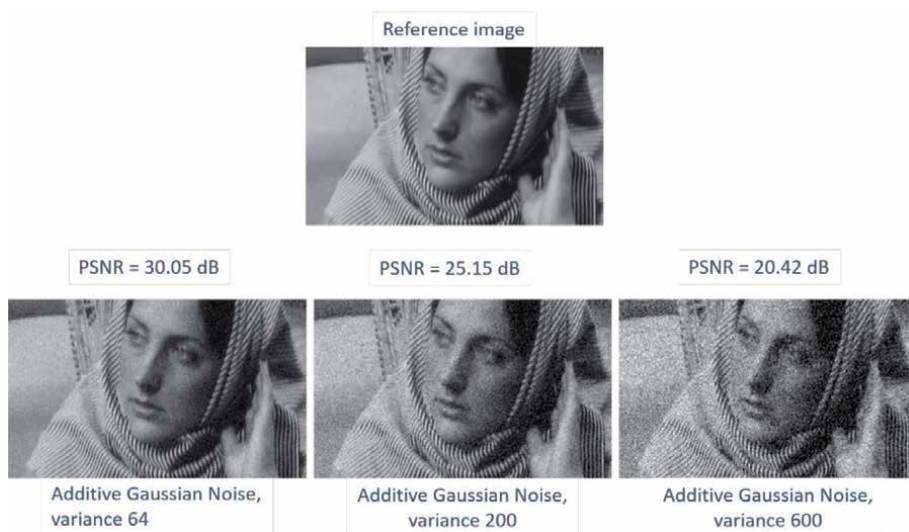 Reference image
PSNR = 30.05 dB
PSNR = 25.15 dB
PSNR = 20.42 dB
Additive Gaussian Noise,
variance 64
Additive Gaussian Noise,
variance 200
Additive Gaussian Noise,
variance 600